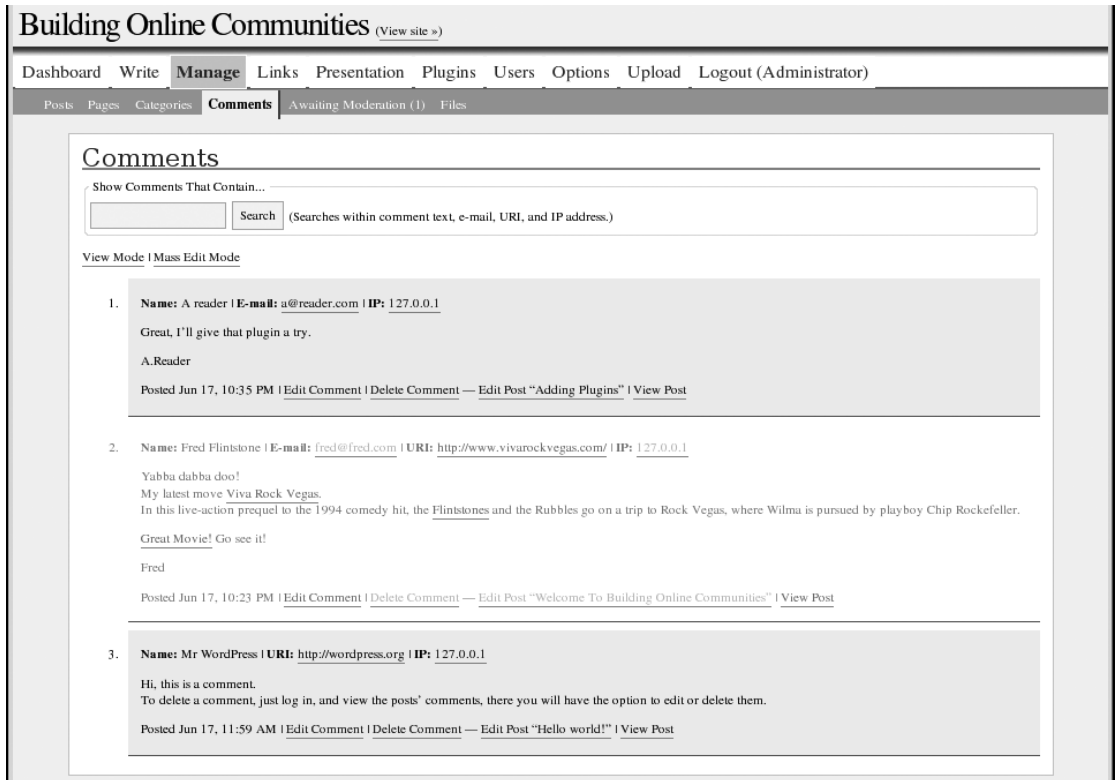 Building Online Communities (View site »)
Dashboard Write Manage Links Presentation Plugins Users Options Upload Logout (Administrator)
Posts Pages Categories Comments Awaiting Moderation (1) Files
Comments
Show Comments That Contain...
Search (Searches within comment text, e-mail, URI, and IP address.)
View Mode | Mass Edit Mode
1. Name: A reader | E-mail: a@reader.com | IP: 127.0.0.1
Great, I'll give that plugin a try.
A.Reader
Posted Jun 17, 10:35 PM | Edit Comment | Delete Comment — Edit Post “Adding Plugins” | View Post
2. Name: Fred Flintstone | E-mail: fred@fred.com | URI: http://www.vivarockvegas.com/ | IP: 127.0.0.1
Yabba dabba doo!
My latest move Viva Rock Vegas.
In this live-action prequel to the 1994 comedy hit, the Flintstones and the Rubbles go on a trip to Rock Vegas, where Wilma is pursued by playboy Chip Rockefeller.
Great Movie! Go see it!
Fred
Posted Jun 17, 10:23 PM | Edit Comment | Delete Comment — Edit Post “Welcome To Building Online Communities” | View Post
3. Name: Mr WordPress | URI: http://wordpress.org | IP: 127.0.0.1
Hi, this is a comment.
To delete a comment, just log in, and view the posts' comments, there you will have the option to edit or delete them.
Posted Jun 17, 11:59 AM | Edit Comment | Delete Comment — Edit Post “Hello world!” | View Post